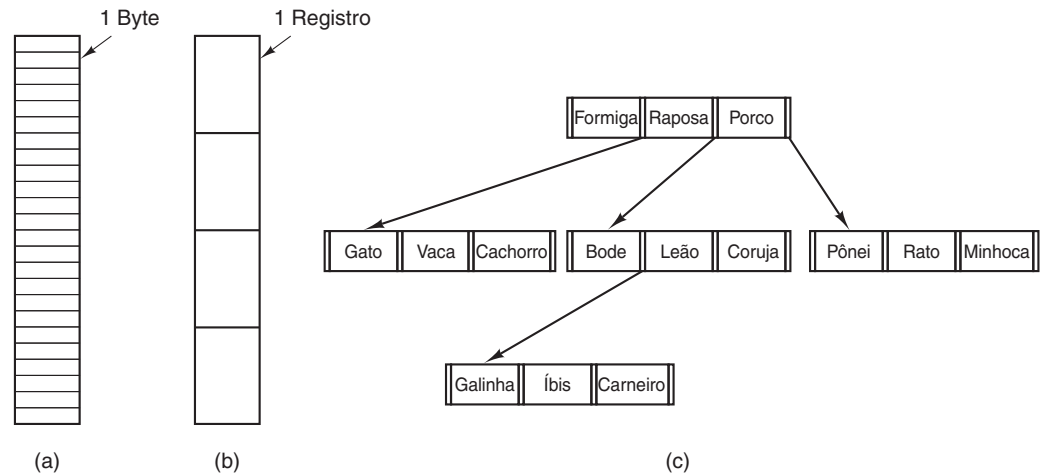 1 Byte
1 Registro
Formiga Raposa Porco
Gato Vaca Cachorro Bode Leão Coruja Pônei Rato Minhoca
Galinha Íbis Carneiro
(a) (b) (c)